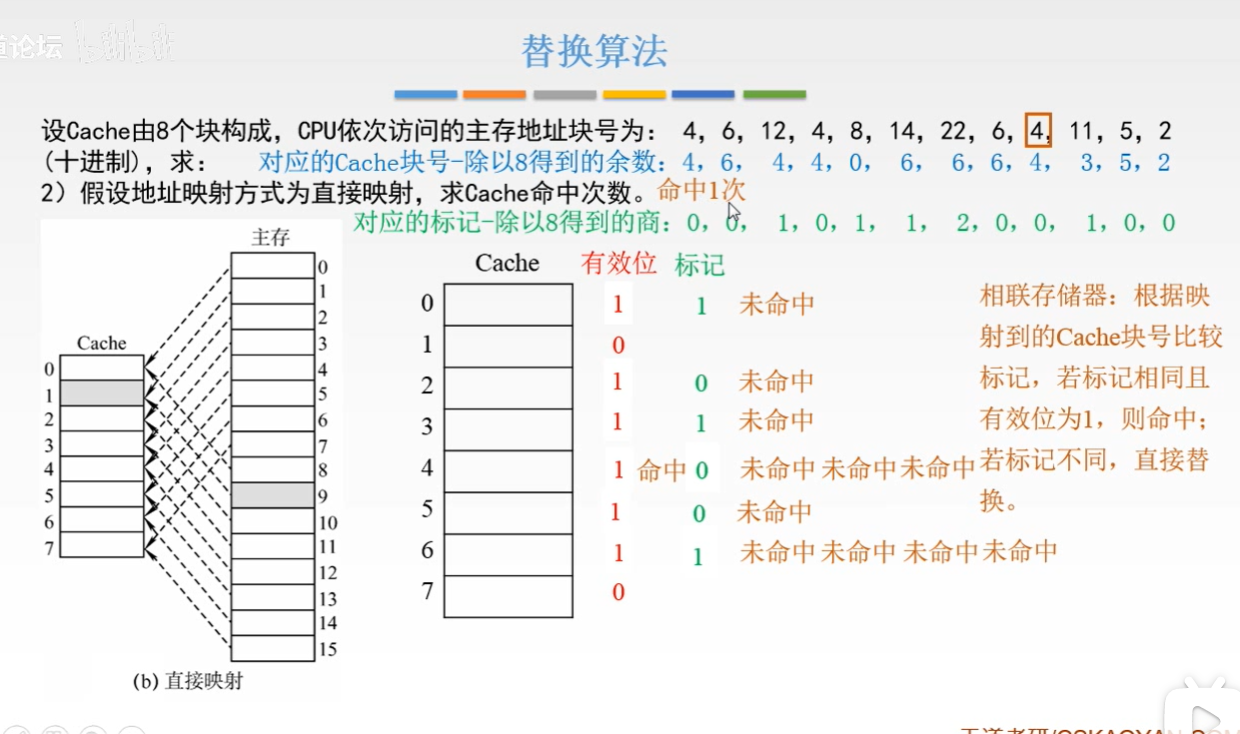 道论坛 bilibili
替换算法
设Cache由8个块构成，CPU依次访问的主存地址块号为： 4，6，12，4，8，14，22，6，4，11，5，2
(十进制)，求： 对应的Cache块号-除以8得到的余数：4，6， 4，4，0， 6， 6，6，4， 3，5，2
2）假设地址映射方式为直接映射，求Cache命中次数。命中1次
对应的标记-除以8得到的商：0，0， 1，0，1， 1， 2，0，0， 1，0，0
主存
0
1
2
3
4
5
6
7
8
9
10
11
12
13
14
15
Cache
0
1
2
3
4
5
6
7
(b) 直接映射
Cache 有效位 标记
0 1 1 未命中
1 0
2 1 0 未命中
3 1 1 未命中
4 1 命中 0 未命中 未命中 未命中
5 1 0 未命中
6 1 1 未命中 未命中 未命中 未命中
7 0
相联存储器：根据映
射到的Cache块号比较
标记，若标记相同且
有效位为1，则命中；
若标记不同，直接替
换。